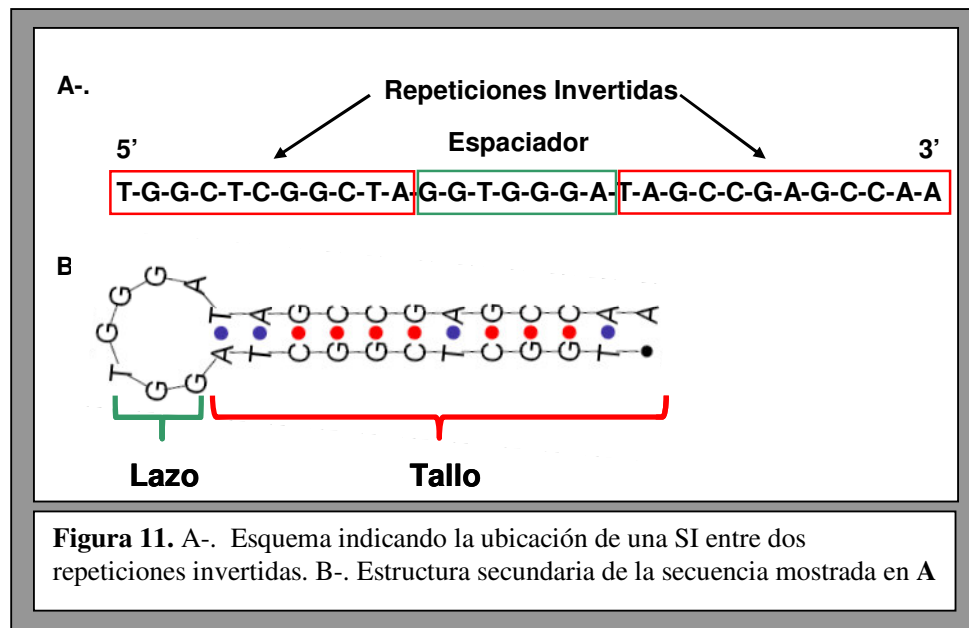 A-.
Repeticiones Invertidas
5’ Espaciador 3’
T-G-G-C-T-C-G-G-C-T-A-G-G-T-G-G-G-A-T-A-G-C-C-G-A-G-C-C-A-A
B
G G G A T A G C C G A G C C A A
T G G A T C G G C T C G G T
Lazo Tallo
Figura 11. A-. Esquema indicando la ubicación de una SI entre dos
repeticiones invertidas. B-. Estructura secundaria de la secuencia mostrada en A